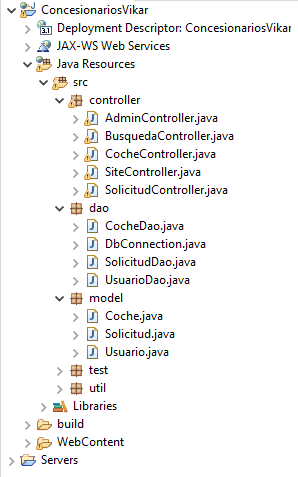 ConcesionariosVikar
Deployment Descriptor: ConcesionariosVikar
JAX-WS Web Services
Java Resources
src
controller
AdminController.java
BusquedaController.java
CocheController.java
SiteController.java
SolicitudController.java
dao
CocheDao.java
DbConnection.java
SolicitudDao.java
UsuarioDao.java
model
Coche.java
Solicitud.java
Usuario.java
test
util
Libraries
build
WebContent
Servers